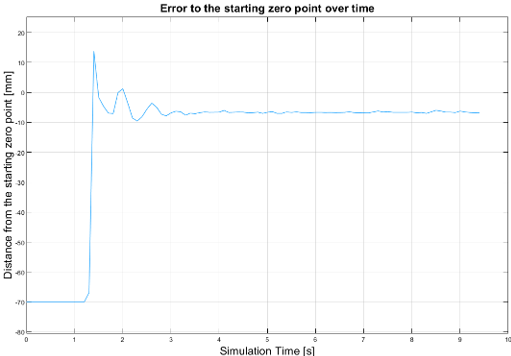 Error to the starting zero point over time
20
10
0
-10
-20
-30
-40
-50
-60
-70
-80
Distance from the starting zero point [mm]
0 1 2 3 4 5 6 7 8 9 10
Simulation Time [s]